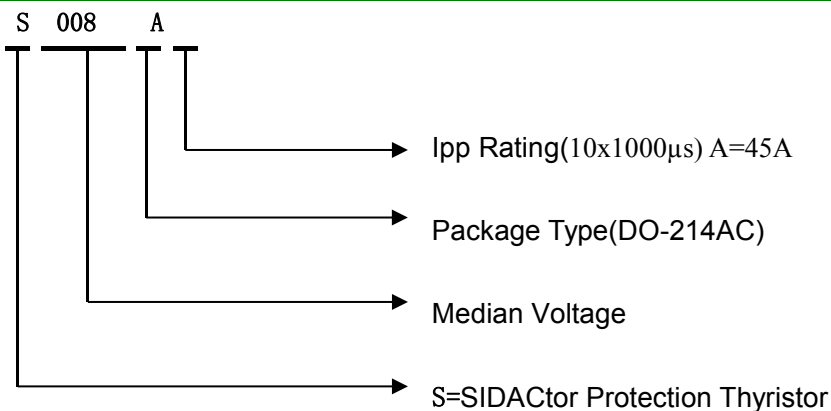 S 008 A
Ipp Rating(10x1000µs) A=45A
Package Type(DO-214AC)
Median Voltage
S=SIDACtor Protection Thyristor